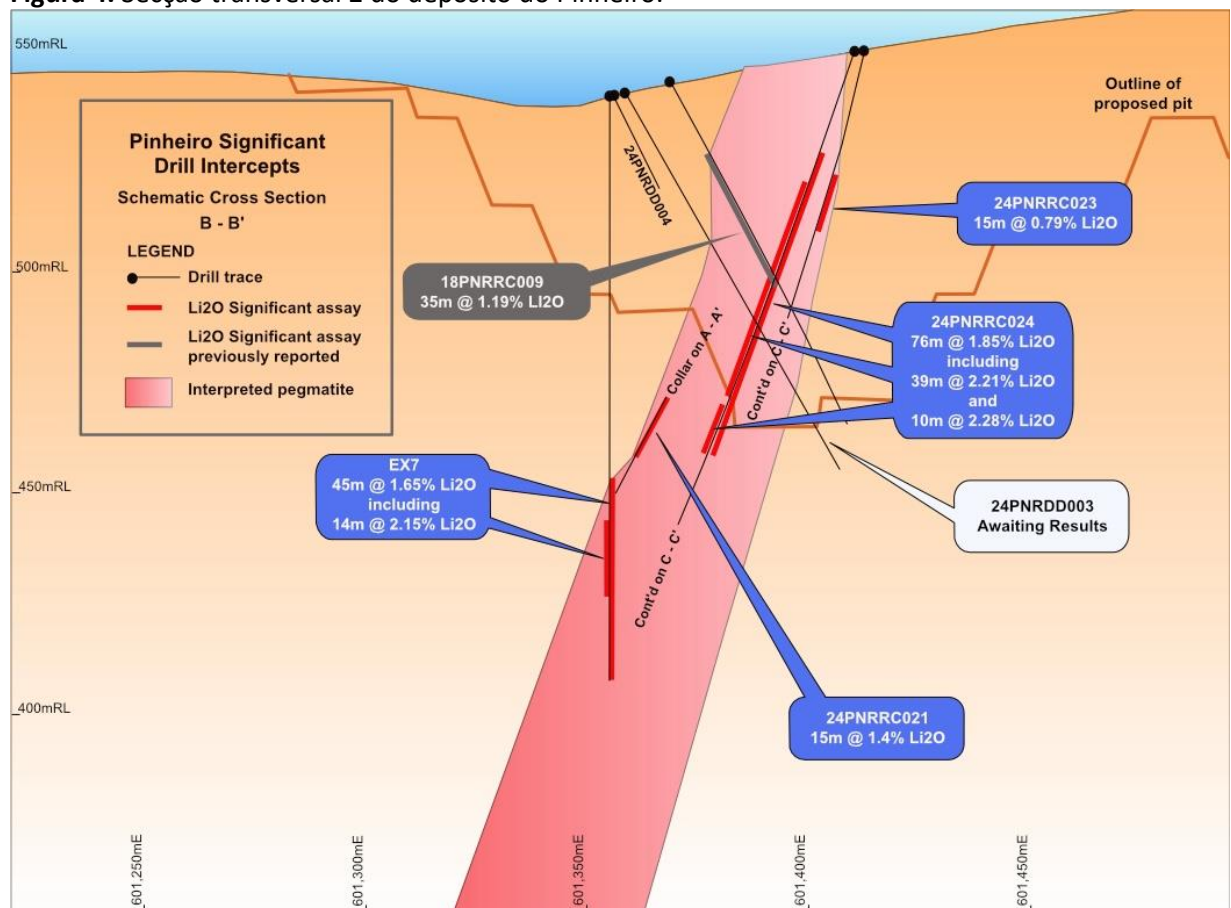 Figura 4: Secção transversal 2 do depósito do Pinheiro.
550mRL
Outline of
proposed pit
Pinheiro Significant
Drill Intercepts
Schematic Cross Section
B - B'
LEGEND
Drill trace
Li2O Significant assay
Li2O Significant assay
previously reported
Interpreted pegmatite
24PNRDD004
24PNRRC023
15m @ 0.79% Li2O
500mRL
18PNRRC009
35m @ 1.19% LI2O
24PNRRC024
76m @ 1.85% Li2O
including
39m @ 2.21% Li2O
and
10m @ 2.28% Li2O
Collar on A - A'
Cont'd on C - C'
EX7
45m @ 1.65% Li2O
including
14m @ 2.15% Li2O
450mRL
24PNRDD003
Awaiting Results
Cont'd on C - C'
24PNRRC021
15m @ 1.4% Li2O
400mRL
601,250mE
601,300mE
601,350mE
601,400mE
601,450mE